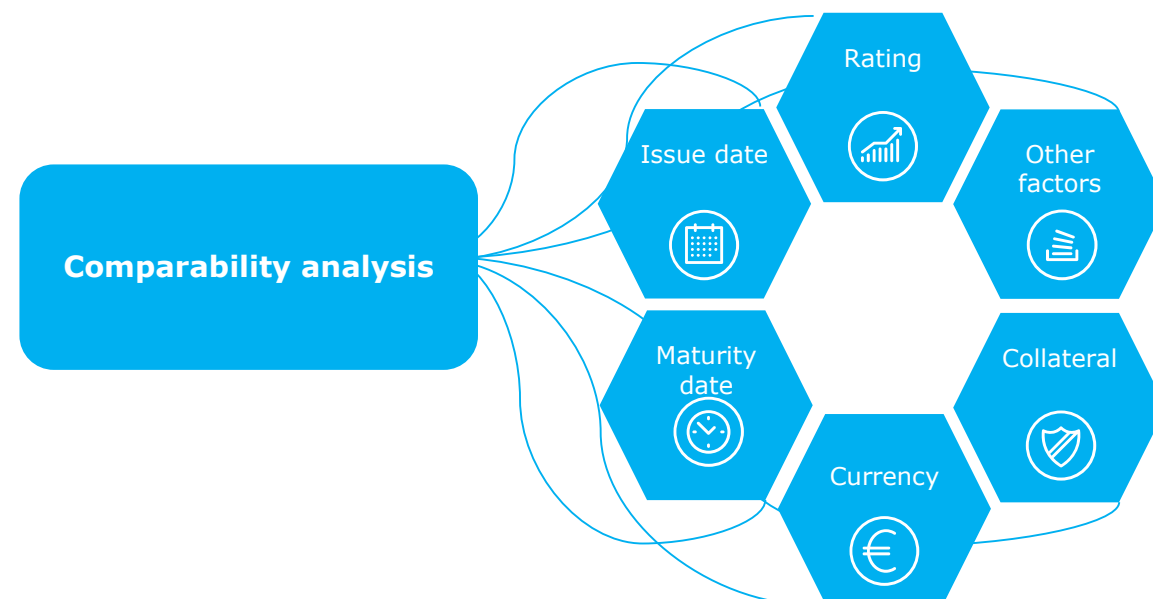 Comparability analysis
Rating
Issue date
Other
factors
Maturity
date
Collateral
Currency